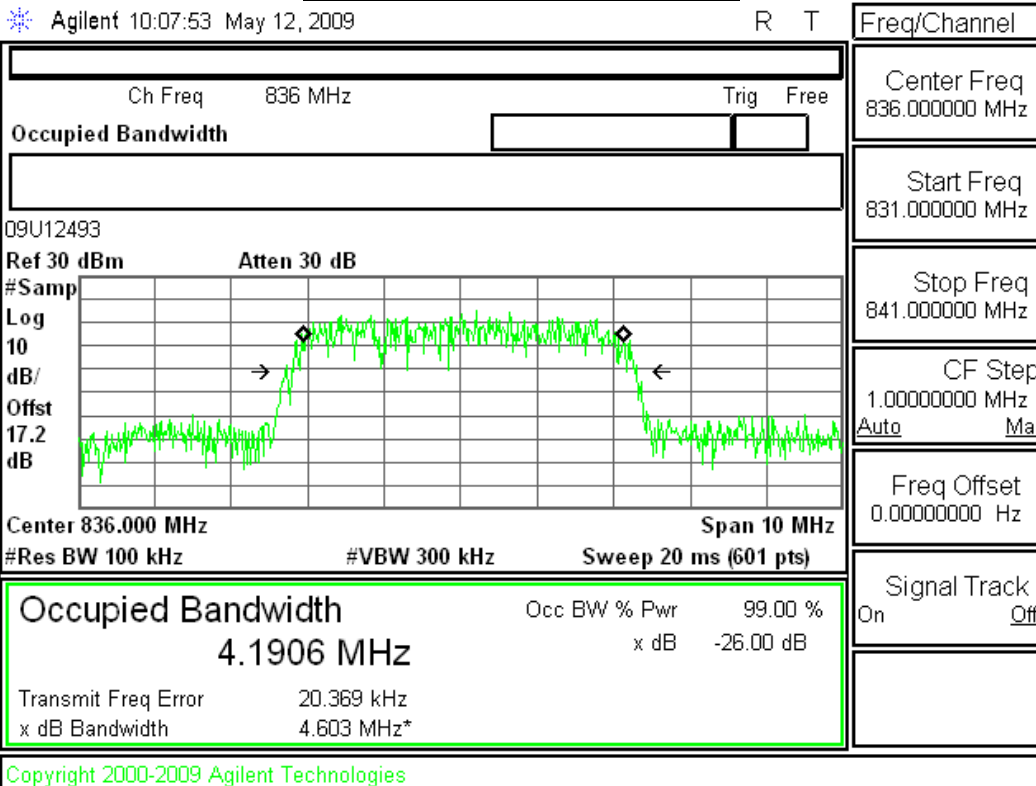 Agilent 10:07:53 May 12, 2009 R T
Freq/Channel
Ch Freq 836 MHz Trig Free
Occupied Bandwidth
Center Freq
836.000000 MHz
Start Freq
831.000000 MHz
Stop Freq
841.000000 MHz
CF Step
1.00000000 MHz
Auto Ma
Freq Offset
0.00000000 Hz
Signal Track
On Off
09U12493
Ref 30 dBm Atten 30 dB
#Samp
Log
10
dB/
Offst
17.2
dB
Center 836.000 MHz Span 10 MHz
#Res BW 100 kHz #VBW 300 kHz Sweep 20 ms (601 pts)
Occupied Bandwidth Occ BW % Pwr 99.00 %
4.1906 MHz x dB -26.00 dB
Transmit Freq Error 20.369 kHz
x dB Bandwidth 4.603 MHz*
Copyright 2000-2009 Agilent Technologies